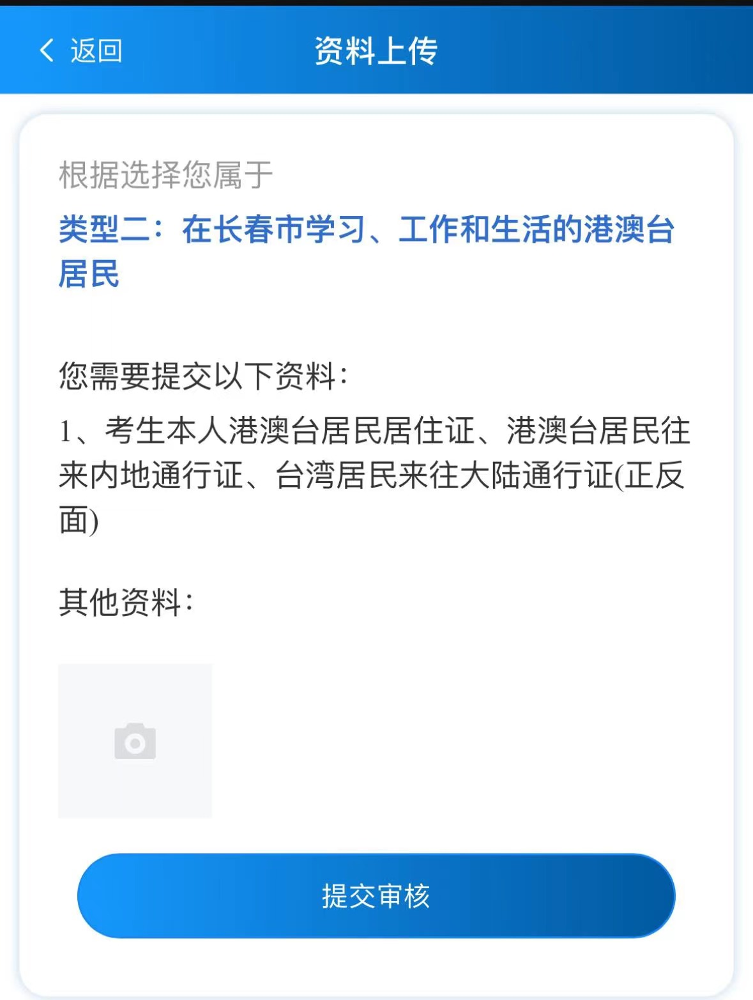 返回
资料上传
根据选择您属于
类型二：在长春市学习、工作和生活的港澳台
居民
您需要提交以下资料：
1、考生本人港澳台居民居住证、港澳台居民往
来内地通行证、台湾居民来往大陆通行证(正反
面)
其他资料：
提交审核